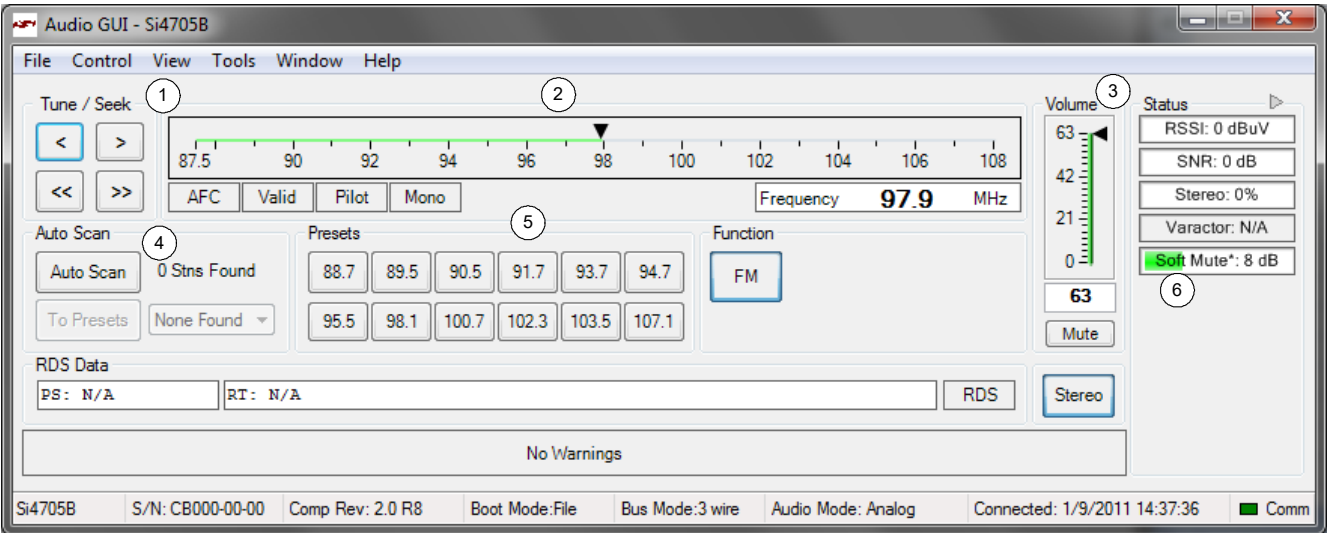 Audio GUI - Si4705B
File Control View Tools Window Help
Tune / Seek 1 2 Volume 3 Status
< > 87.5 90 92 94 96 98 100 102 104 106 108
<< >> AFC Valid Pilot Mono Frequency 97.9 MHz
63
42
21
0
63
Mute
RSSI: 0 dBuV
SNR: 0 dB
Stereo: 0%
Varactor: N/A
Soft Mute*: 8 dB
6
Auto Scan 4 Presets 5 Function
Auto Scan 0 Stns Found 88.7 89.5 90.5 91.7 93.7 94.7 FM
To Presets None Found 95.5 98.1 100.7 102.3 103.5 107.1
RDS Data
PS: N/A RT: N/A RDS Stereo
No Warnings
Si4705B S/N: CB000-00-00 Comp Rev: 2.0 R8 Boot Mode:File Bus Mode:3 wire Audio Mode: Analog Connected: 1/9/2011 14:37:36 Comm